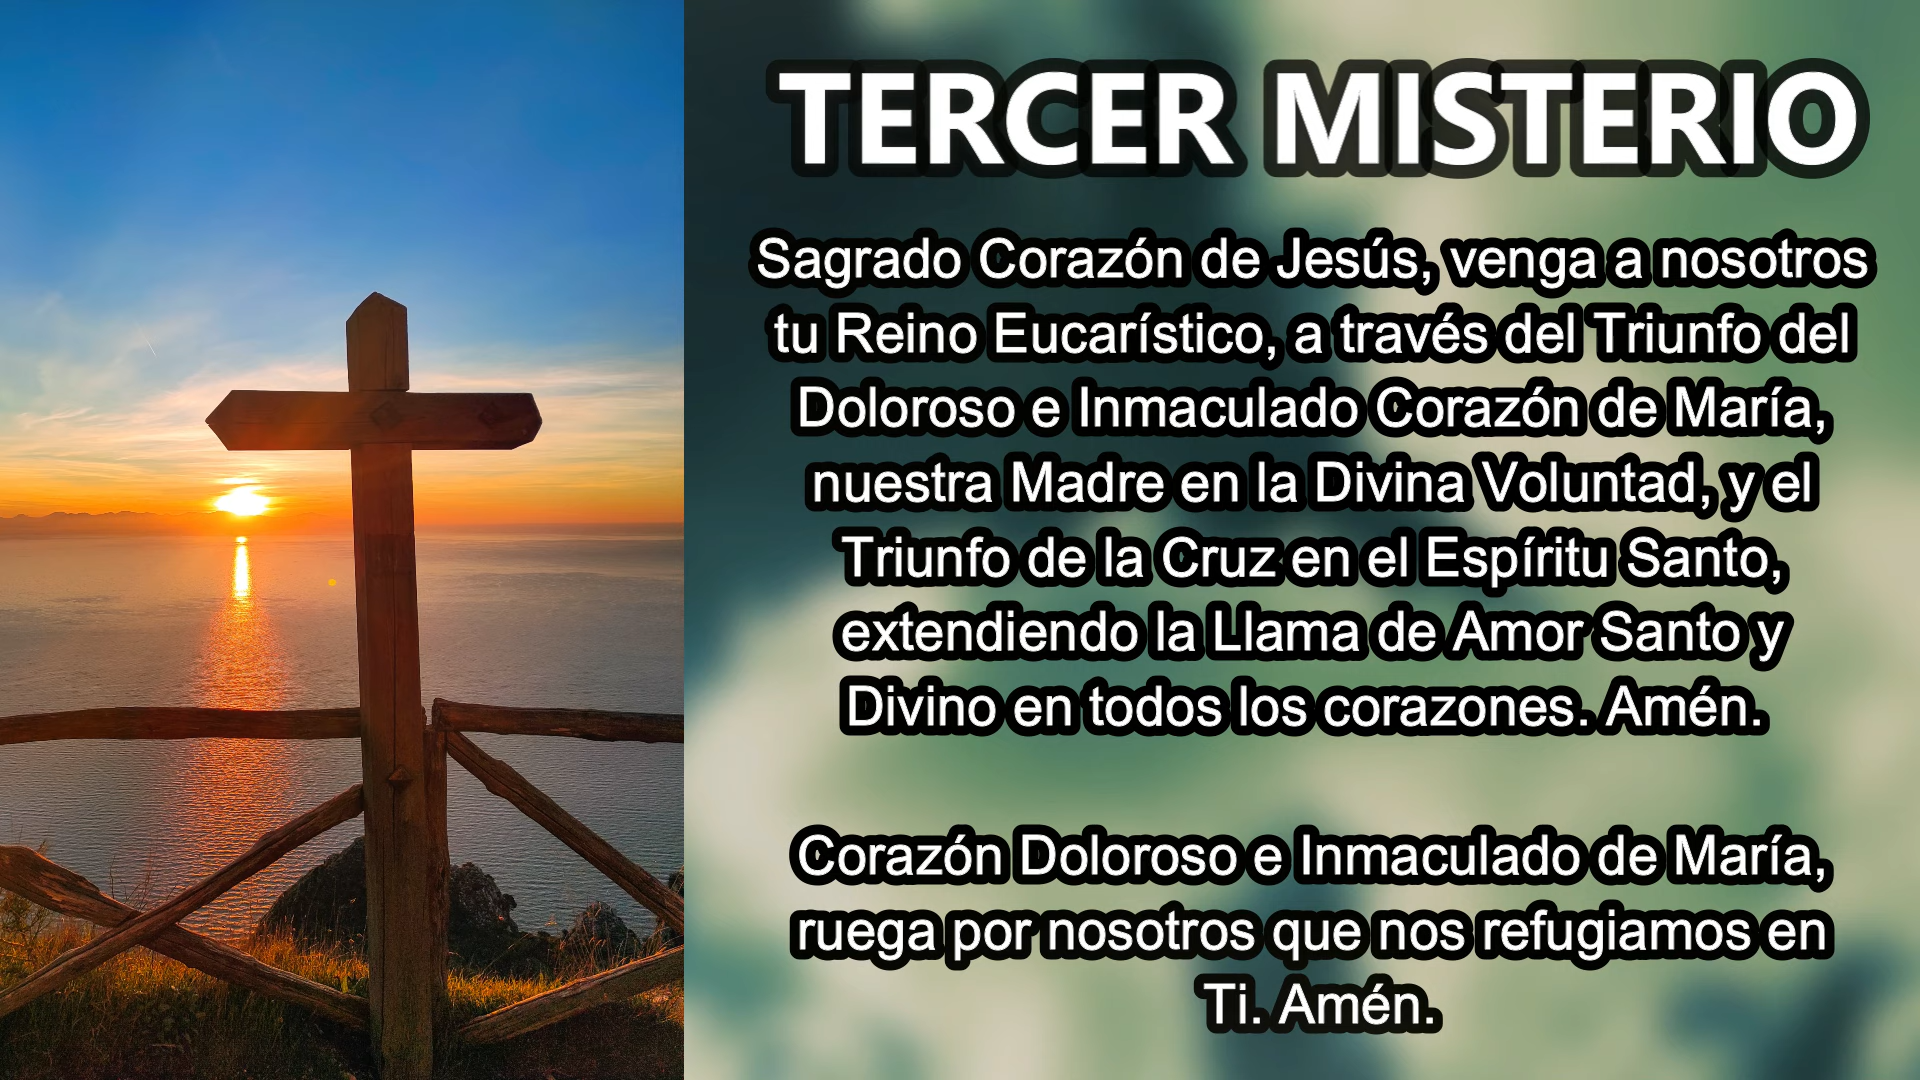 TERCER MISTERIO
Sagrado Corazón de Jesús, venga a nosotros
tu Reino Eucarístico, a través del Triunfo del
Doloroso e Inmaculado Corazón de María,
nuestra Madre en la Divina Voluntad, y el
Triunfo de la Cruz en el Espíritu Santo,
extendiendo la Llama de Amor Santo y
Divino en todos los corazones. Amén.
Corazón Doloroso e Inmaculado de María,
ruega por nosotros que nos refugiamos en
Ti. Amén.